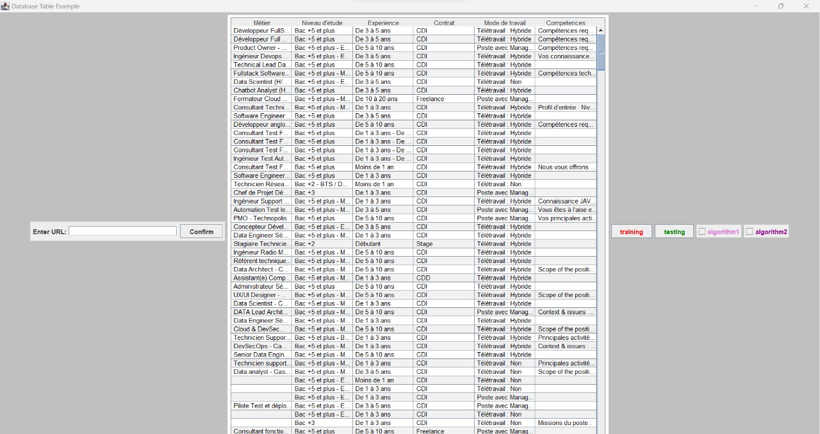 Database Table Example
Métier Niveau d'etude Experience Contrat Mode de travail Competences
Développeur FullS... Bac +5 et plus De 3 à 5 ans CDI Télétravail : Hybride Compétences req...
Développeur Full ... Bac +5 et plus De 3 à 5 ans CDI Télétravail : Hybride Compétences req...
Product Owner - ... Bac +5 et plus - E... De 5 à 10 ans CDI Poste avec Manag... Compétences req...
Ingénieur Devops ... Bac +5 et plus - E... De 3 à 5 ans CDI Télétravail : Hybride Vos connaissance...
Technical Lead Da... Bac +5 et plus De 5 à 10 ans CDI Télétravail : Hybride
Fullstack Software... Bac +5 et plus - M... De 5 à 10 ans CDI Télétravail : Hybride Compétences tech...
Data Scientist (H/... Bac +5 et plus - E... De 3 à 5 ans CDI Télétravail : Non
Chatbot Analyst (H... Bac +5 et plus De 3 à 5 ans CDI Télétravail : Hybride
Formateur Cloud ... Bac +5 et plus - M... De 10 à 20 ans Freelance Poste avec Manag...
Consultant Techni... Bac +5 et plus - M... De 1 à 3 ans CDI Télétravail : Hybride Profil d'entrée : Niv...
Software Engineer... Bac +5 et plus De 3 à 5 ans CDI Télétravail : Hybride
Développeur anglo... Bac +5 et plus De 5 à 10 ans CDI Télétravail : Hybride Compétences req...
Consultant Test F... Bac +5 et plus De 1 à 3 ans - De ... CDI Télétravail : Hybride
Consultant Test F... Bac +5 et plus De 1 à 3 ans - De ... CDI Télétravail : Hybride
Consultant Test F... Bac +5 et plus De 1 à 3 ans - De ... CDI Télétravail : Hybride
Ingénieur Test Aut... Bac +5 et plus De 1 à 3 ans - De ... CDI Télétravail : Hybride
Consultant Test F... Bac +5 et plus Moins de 1 an CDI Télétravail : Hybride Nous vous offrons
Software Engineer... Bac +5 et plus De 1 à 3 ans CDI Télétravail : Hybride
Technicien Résea... Bac +2 - BTS / D... Moins de 1 an CDI Télétravail : Non
Chef de Projet Dé... Bac +3 De 1 à 3 ans CDI Poste avec Manag...
Ingénieur Support ... Bac +5 et plus - M... De 1 à 3 ans CDI Télétravail : Hybride Connaissance JAV...
Automation Test le... Bac +5 et plus - M... De 3 à 5 ans CDI Poste avec Manag... Vous êtes à l'aise e...
PMO - Technopolis Bac +5 et plus De 5 à 10 ans CDI Poste avec Manag... Vos principales acti...
Concepteur Dével... Bac +5 et plus - E... De 3 à 5 ans CDI Télétravail : Hybride
Enter URL: Confirm training testing algorithm1 algorithm2
Data Engineer Sé... Bac +5 et plus - M... De 1 à 3 ans CDI Télétravail : Hybride
Stagiaire Technicie... Bac +2 Débutant Stage Télétravail : Hybride
Ingénieur Radio M... Bac +5 et plus - M... De 5 à 10 ans CDI Télétravail : Hybride
Référent technique... Bac +5 et plus - M... De 5 à 10 ans CDI Télétravail : Hybride
Data Architect - C... Bac +5 et plus - M... De 5 à 10 ans CDI Télétravail : Hybride Scope of the positi...
Assistant(e) Comp... Bac +5 et plus - M... De 1 à 3 ans CDD Télétravail : Hybride
Administrateur Sé... Bac +5 et plus - M... De 5 à 10 ans CDI Télétravail : Hybride
UX/UI Designer - ... Bac +5 et plus - M... De 5 à 10 ans CDI Télétravail : Hybride Scope of the positi...
Data Scientist - C... Bac +5 et plus - M... De 3 à 5 ans CDI Télétravail : Hybride
DATA Lead Archit... Bac +5 et plus - M... De 5 à 10 ans CDI Poste avec Manag... Context & issues: ...
Data Engineer Sé... Bac +5 et plus - M... De 1 à 3 ans CDI Télétravail : Hybride
Cloud & DevSec... Bac +5 et plus - M... De 5 à 10 ans CDI Télétravail : Hybride Scope of the positi...
Technicien Suppor... Bac +5 et plus - B... De 1 à 3 ans CDI Télétravail : Hybride Principales activité...
DevSecOps - Ca... Bac +5 et plus - M... De 1 à 3 ans CDI Télétravail : Hybride Context & issues : ...
Senior Data Engin... Bac +5 et plus - M... De 5 à 10 ans CDI Télétravail : Hybride
Technicien support... Bac +5 et plus - M... De 1 à 3 ans CDI Télétravail : Non Principales activité...
Data analyst - Cas... Bac +5 et plus - M... De 3 à 5 ans CDI Télétravail : Non Scope of the positi...
Bac +5 et plus - E... Moins de 1 an CDI Télétravail : Non
Bac +5 et plus - E... De 1 à 3 ans CDI Télétravail : Non
Bac +5 et plus - E... De 1 à 3 ans CDI Poste avec Manag...
Pilote Test et déplo... Bac +5 et plus - E... De 3 à 5 ans CDI Poste avec Manag...
Bac +5 et plus - E... De 1 à 3 ans CDI Télétravail : Non
Bac +3 De 1 à 3 ans CDI Télétravail : Non Missions du poste :
Consultant fonctio... Bac +5 et plus De 5 à 10 ans Freelance Poste avec Manag...